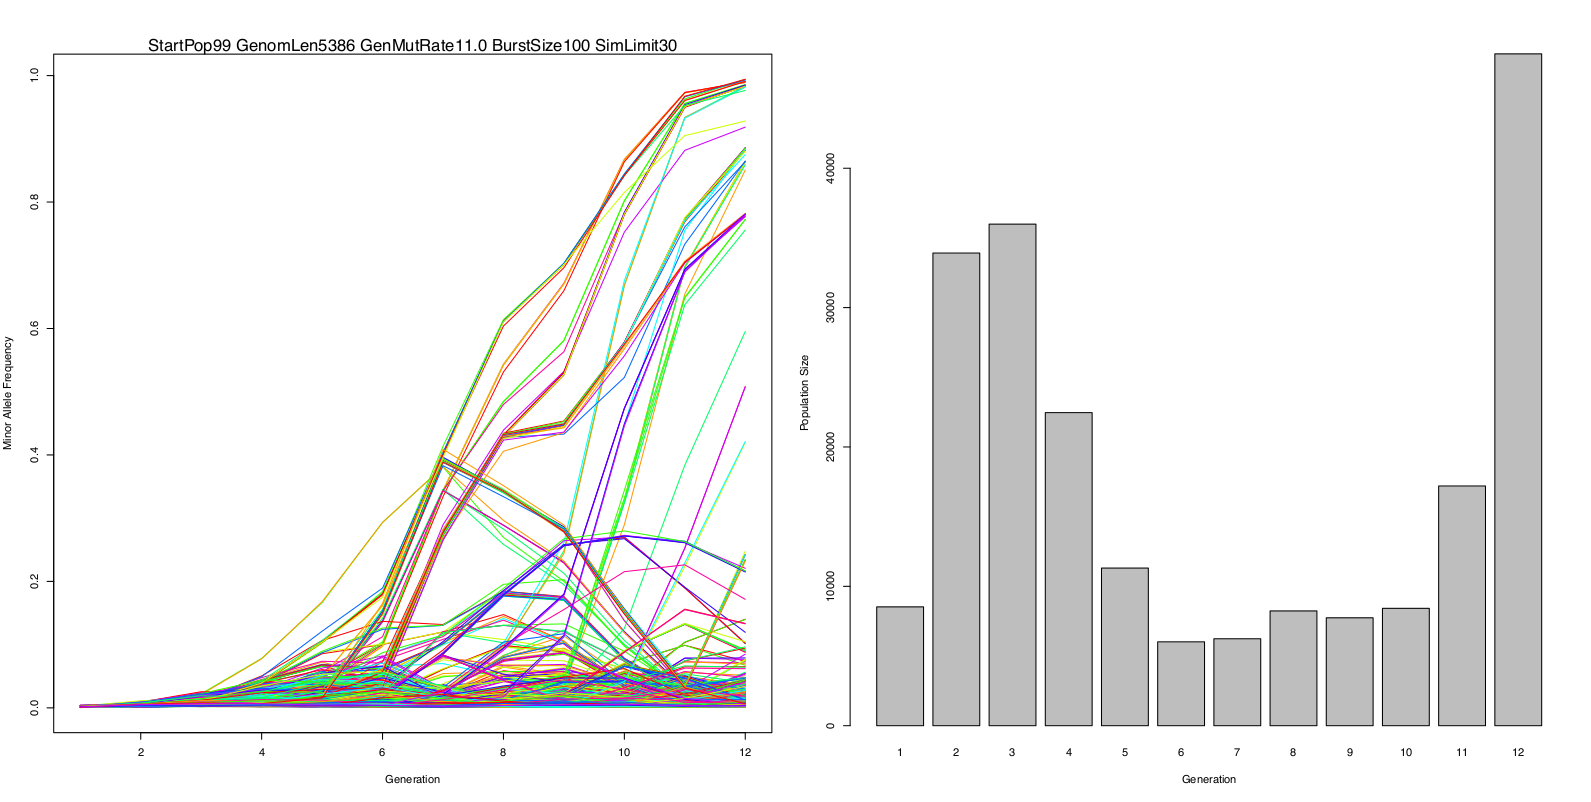 StartPop99 GenomLen5386 GenMutRate11.0 BurstSize100 SimLimit30
Minor Allele Frequency
1.0
0.8
0.6
0.4
0.2
0.0
2 4 6 8 10 12
Generation
Population Size
40000
30000
20000
10000
0
1 2 3 4 5 6 7 8 9 10 11 12
Generation